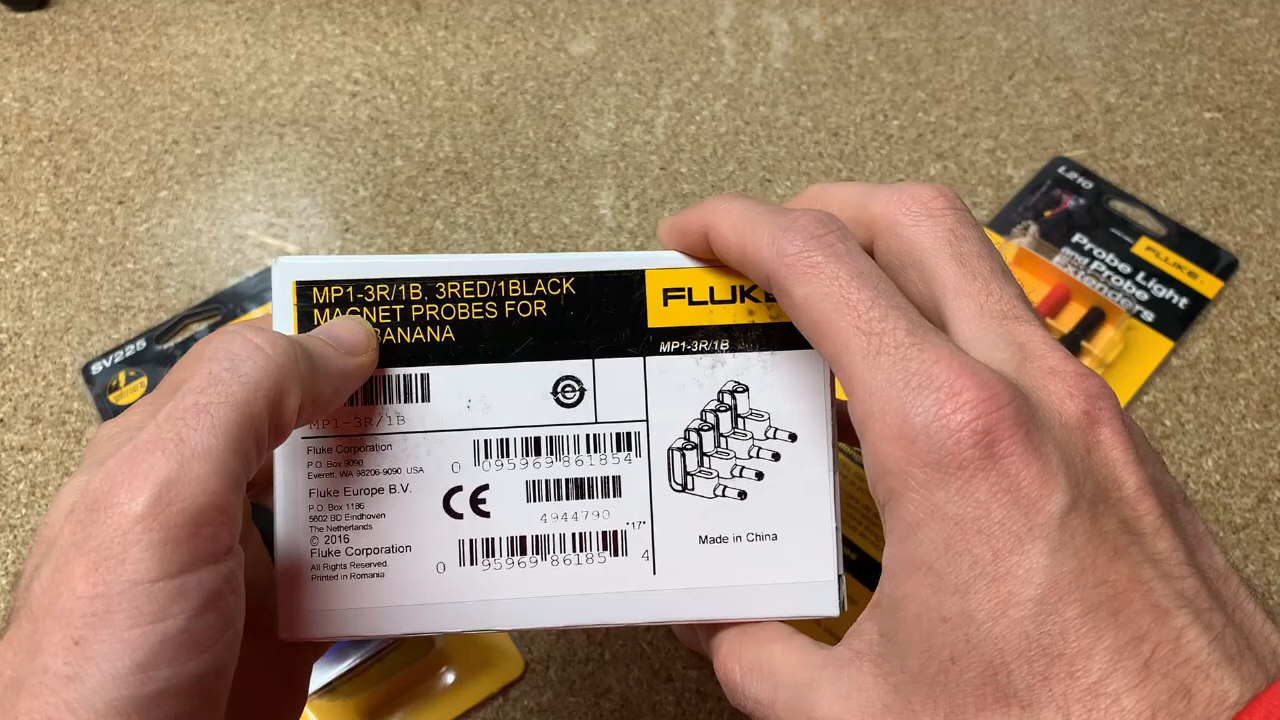 MP1-3R/1B, 3RED/1BLACK
MAGNET PROBES FOR
BANANA
FLUKE
MP1-3R/1B
MP1-3R/1B
Fluke Corporation
P.O. Box 9090
Everett, WA 98206-9090 USA
Fluke Europe B.V.
P.O. Box 1186
5602 BD Eindhoven
The Netherlands
© 2016
Fluke Corporation
All Rights Reserved.
Printed in Romania
0 095969 861854
CE
4944790
*17*
0 95969 86185 4
Made in China
SV225
L210
FLUKE
Probe Light
and Probe
Extenders